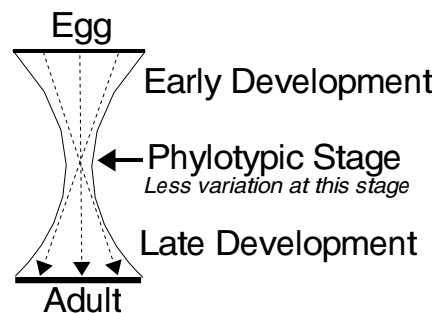 Egg
Early Development
Phylotypic Stage
Less variation at this stage
Late Development
Adult